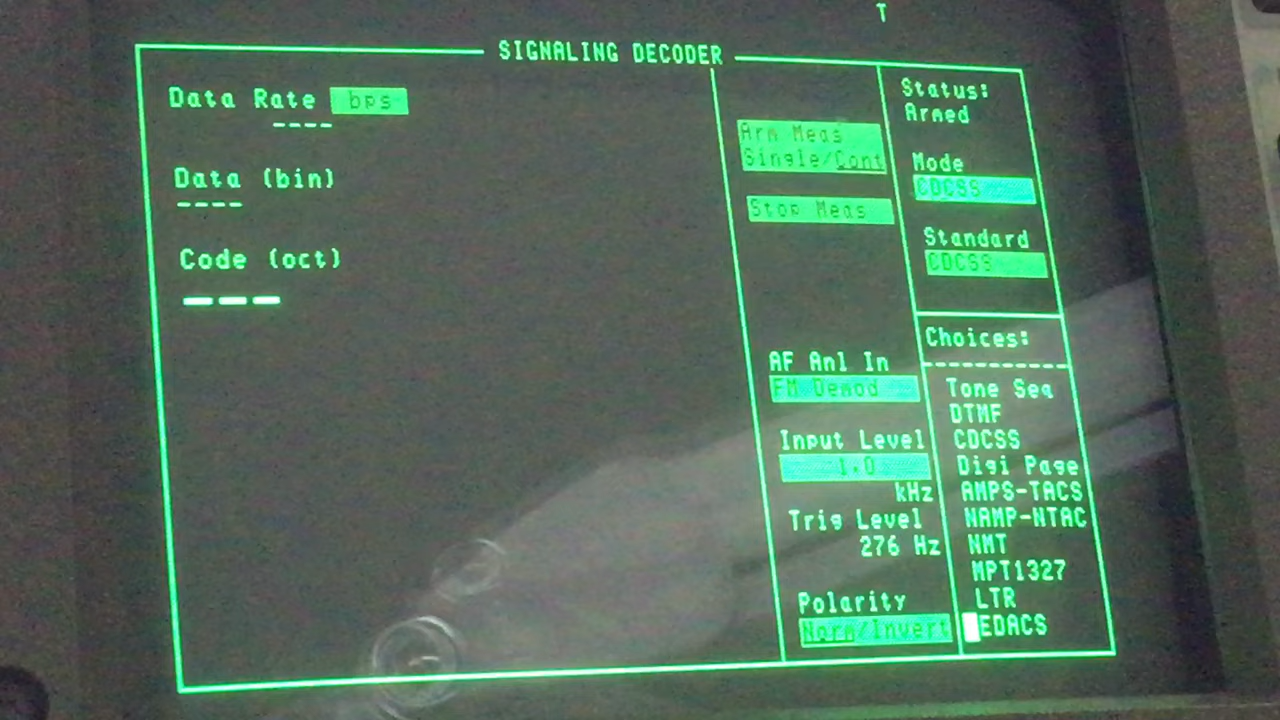 T
SIGNALING DECODER
Data Rate bps
----
Data (bin)
----
Code (oct)
---
Arm Meas
Single/Cont
Stop Meas
AF Anl In
FM Demod
Input Level
1.0
kHz
Trig Level
276 Hz
Polarity
Norm/Invert
Status:
Armed
Mode
CDCSS
Standard
CDCSS
Choices:
Tone Seq
DTMF
CDCSS
Digi Page
AMPS-TACS
NAMP-NTAC
NMT
MPT1327
LTR
EDACS